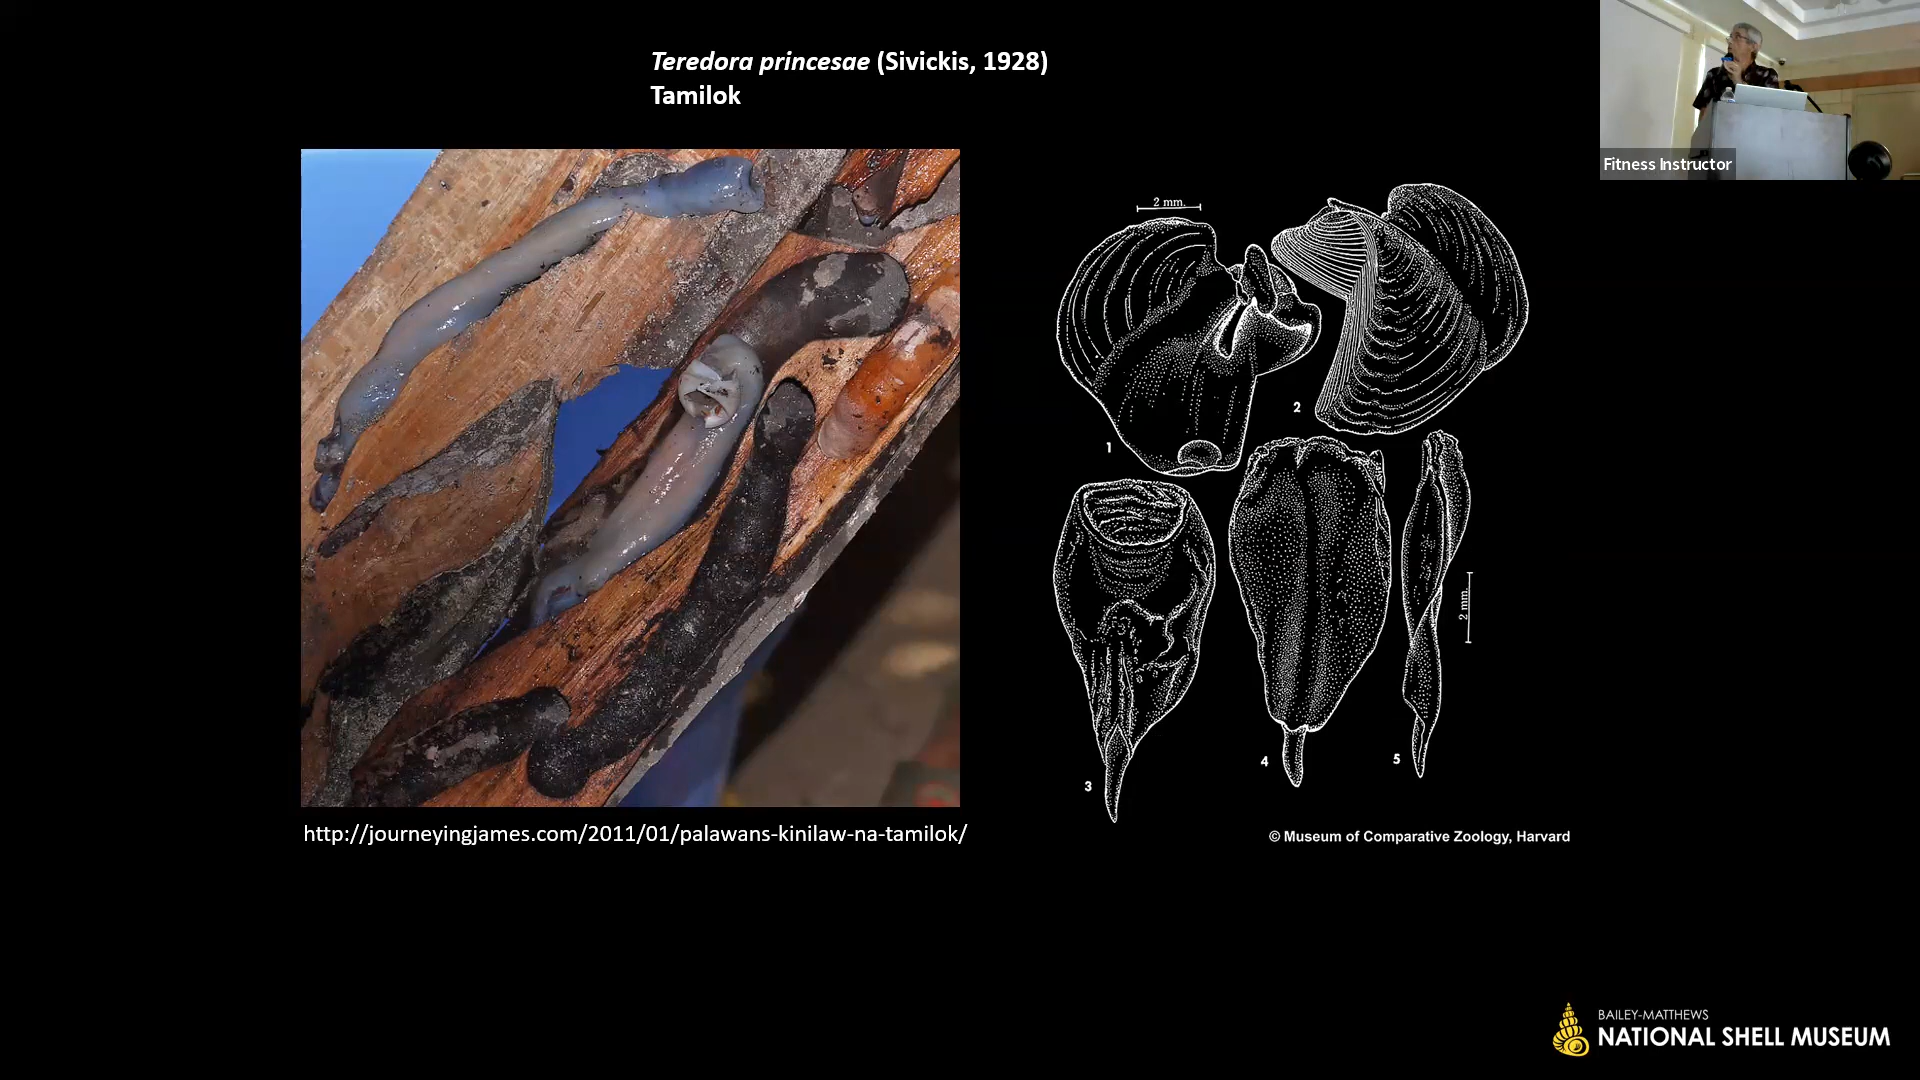 Teredora princesae (Sivickis, 1928)
Tamilok
Fitness Instructor
2 mm.
1
2
3
4
5
2 mm.
http://journeyingjames.com/2011/01/palawans-kinilaw-na-tamilok/
© Museum of Comparative Zoology, Harvard
BAILEY-MATTHEWS
NATIONAL SHELL MUSEUM